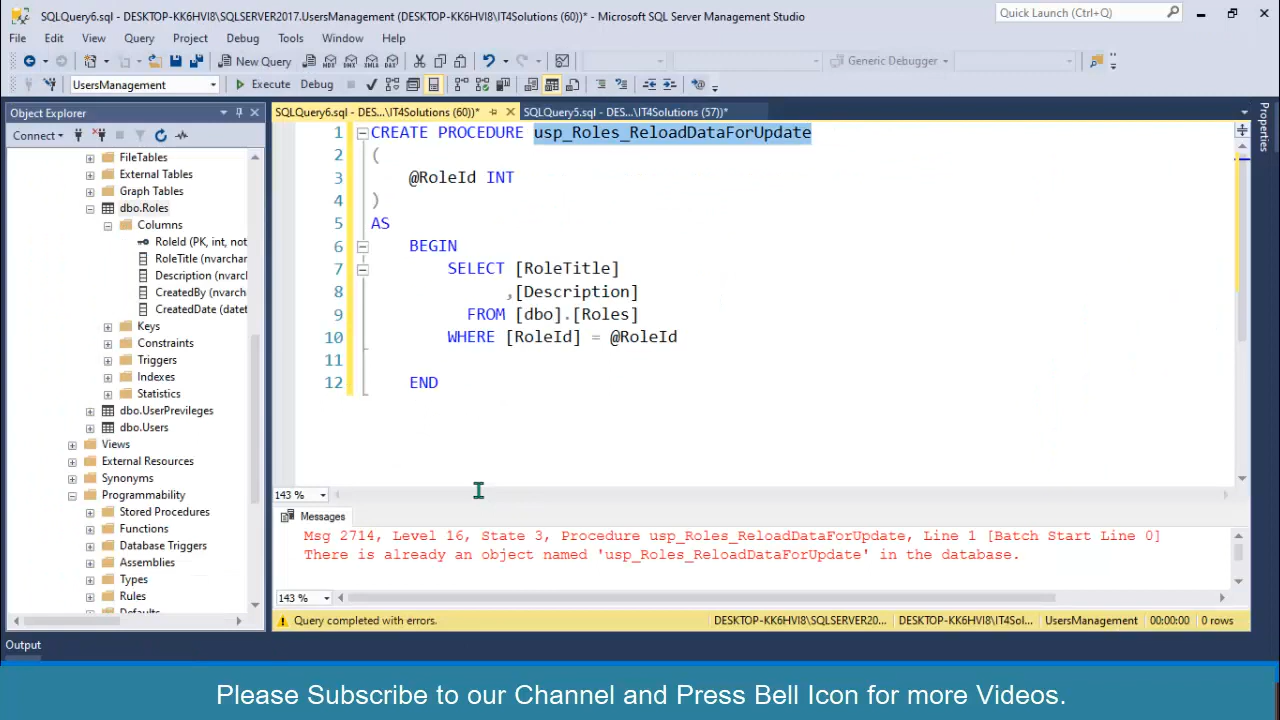 SQLQuery6.sql - DESKTOP-KK6HVI8\SQLSERVER2017.UsersManagement (DESKTOP-KK6HVI8\IT4Solutions (60))* - Microsoft SQL Server Management Studio
Quick Launch (Ctrl+Q)
File Edit View Query Project Debug Tools Window Help
New Query
Generic Debugger
UsersManagement
Execute Debug
Object Explorer
SQLQuery6.sql - DES...\IT4Solutions (60))*
SQLQuery5.sql - DES...\IT4Solutions (57))*
Properties
Connect
FileTables
External Tables
Graph Tables
dbo.Roles
Columns
RoleId (PK, int, not
RoleTitle (nvarchar
Description (nvarch
CreatedBy (nvarch
CreatedDate (datet
Keys
Constraints
Triggers
Indexes
Statistics
dbo.UserPrevileges
dbo.Users
Views
External Resources
Synonyms
Programmability
Stored Procedures
Functions
Database Triggers
Assemblies
Types
Rules
Defaults
1 CREATE PROCEDURE usp_Roles_ReloadDataForUpdate
2 (
3 @RoleId INT
4 )
5 AS
6 BEGIN
7 SELECT [RoleTitle]
8 ,[Description]
9 FROM [dbo].[Roles]
10 WHERE [RoleId] = @RoleId
11
12 END
143 %
Messages
Msg 2714, Level 16, State 3, Procedure usp_Roles_ReloadDataForUpdate, Line 1 [Batch Start Line 0]
There is already an object named 'usp_Roles_ReloadDataForUpdate' in the database.
143 %
Query completed with errors.
DESKTOP-KK6HVI8\SQLSERVER20... DESKTOP-KK6HVI8\IT4Sol... UsersManagement 00:00:00 0 rows
Output
Please Subscribe to our Channel and Press Bell Icon for more Videos.